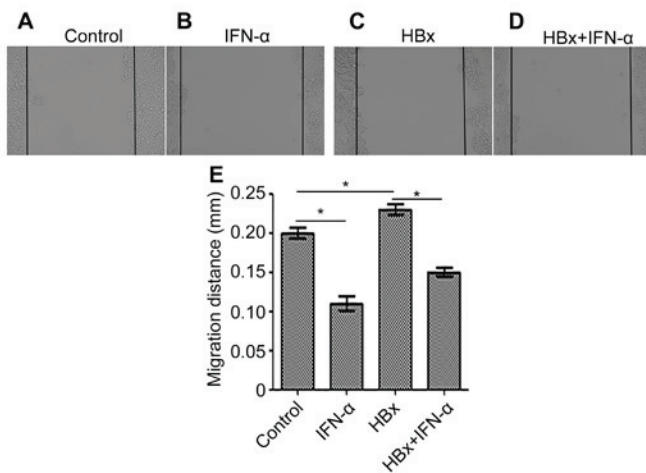 A Control B IFN-α C HBx D HBx+IFN-α
E
Migration distance (mm)
0.25
0.20
0.15
0.10
0.05
0
* * *
Control IFN-α HBx HBx+IFN-α